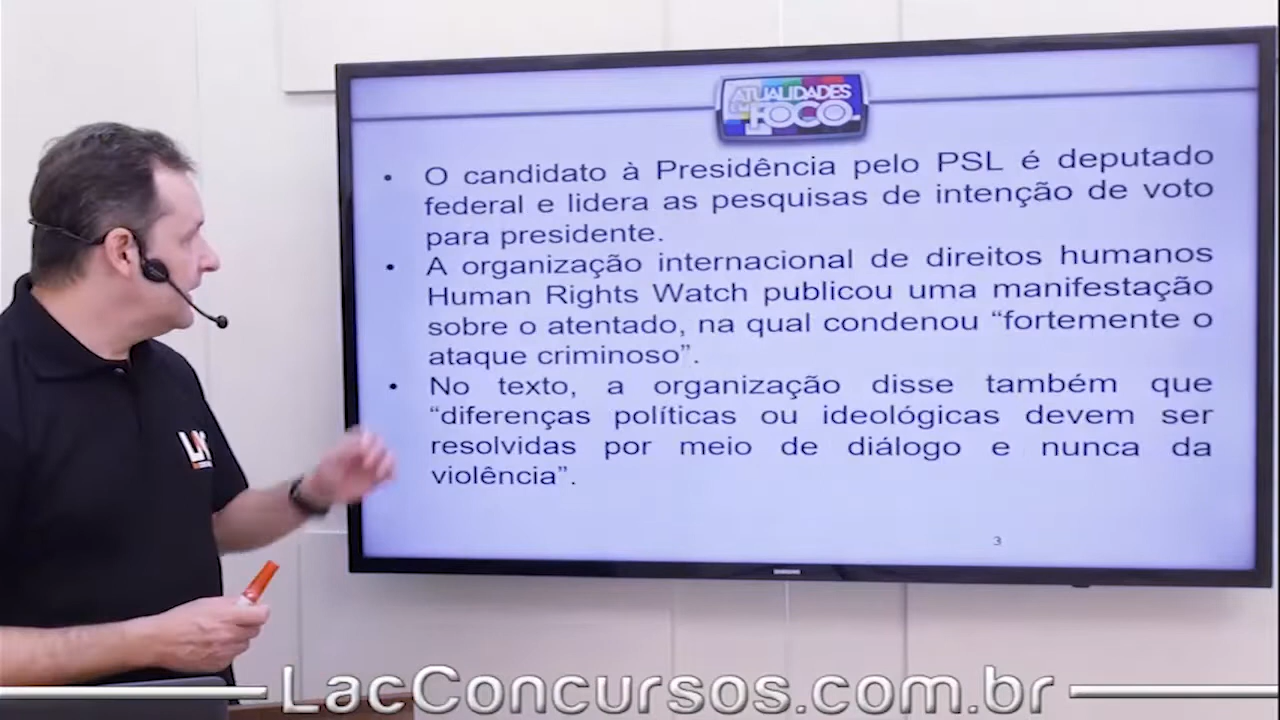 ATUALIDADES
EM FOCO
• O candidato à Presidência pelo PSL é deputado
federal e lidera as pesquisas de intenção de voto
para presidente.
• A organização internacional de direitos humanos
Human Rights Watch publicou uma manifestação
sobre o atentado, na qual condenou “fortemente o
ataque criminoso”.
• No texto, a organização disse também que
“diferenças políticas ou ideológicas devem ser
resolvidas por meio de diálogo e nunca da
violência”.
3
SAMSUNG
LAC
LacConcursos.com.br